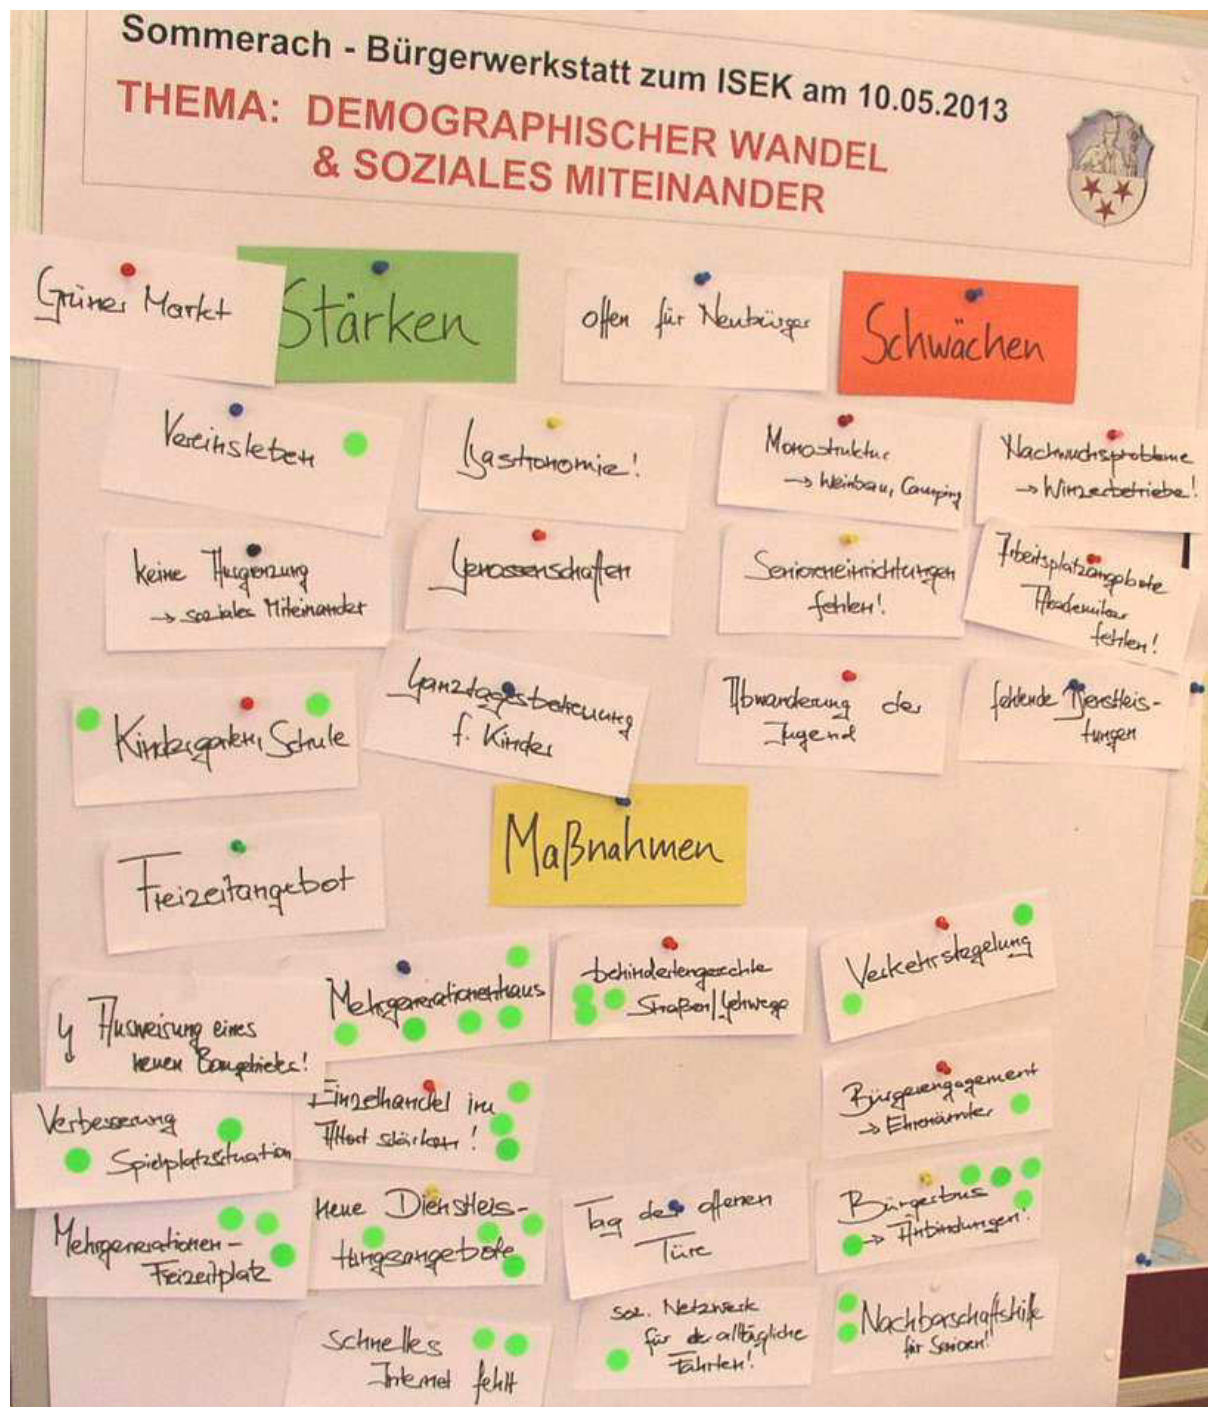 Sommerach - Bürgerwerkstatt zum ISEK am 10.05.2013
THEMA: DEMOGRAPHISCHER WANDEL
& SOZIALES MITEINANDER
Grüner Markt
Stärken
offen für Neubürger
Schwächen
Vereinsleben
Gastronomie!
Monostruktur
→ Weinbau, Camping
Nachwuchsprobleme
→ Winzerbetriebe!
keine Ausgrenzung
→ soziales Miteinander
Genossenschaften
Senioreneinrichtungen
fehlen!
Arbeitsplatzangebote
Akademiker
fehlen!
Kindergarten, Schule
Ganztagesbetreuung
f. Kinder
Abwanderung der
Jugend
fehlende Dienstleis-
tungen
Maßnahmen
Freizeitangebot
↳ Ausweisung eines
neuen Baugebietes!
Mehrgenerationenhaus
behindertengerechte
Straßen/Gehwege
Verkehrsregelung
Verbesserung
Spielplatzsituation
Einzelhandel im
Altort stärken!
Bürgerengagement
→ Ehrenämter
Mehrgenerationen-
Freizeitplatz
neue Dienstleis-
tungsangebote
Tag der offenen
Türe
Bürgerbus
→ Anbindungen!
schnelles
Internet fehlt
soz. Netzwerk
für die alltägliche
Fahrten!
Nachbarschaftshilfe
für Senioren!